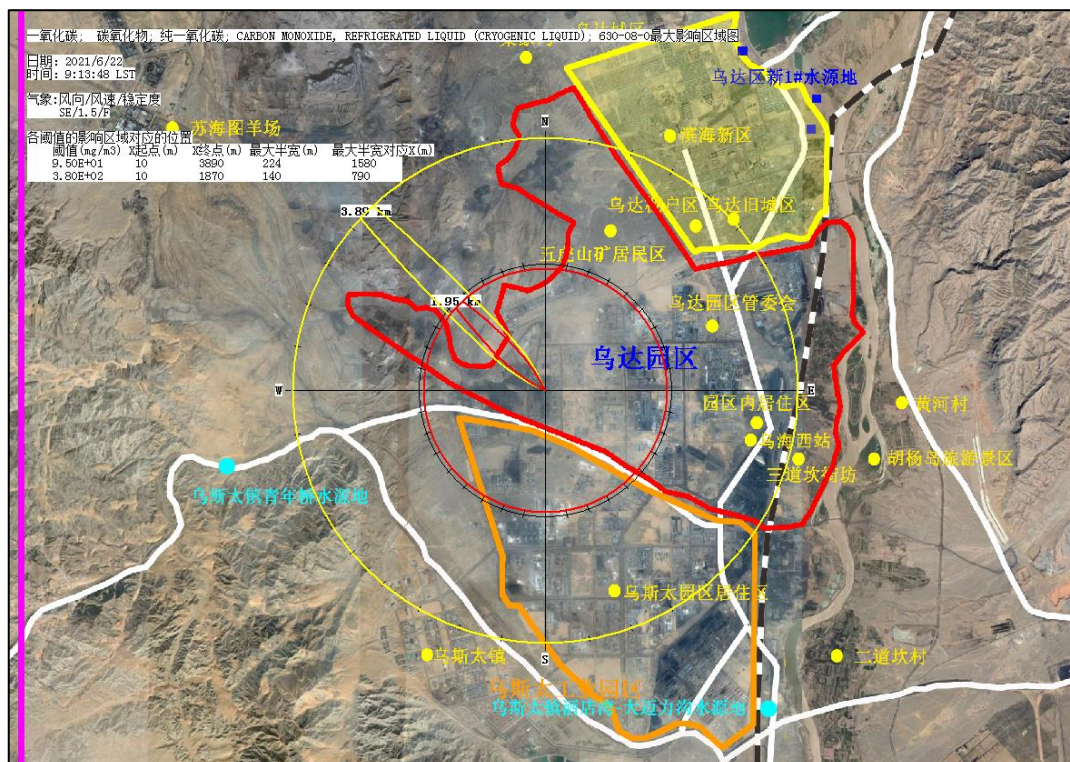 一氧化碳; 碳氧化物; 纯一氧化碳; CARBON MONOXIDE, REFRIGERATED LIQUID (CRYOGENIC LIQUID); 630-08-0最大影响区域图
日期: 2021/6/22
时间: 9:13:48 LST
乌达区新1#水源地
气象:风向/风速/稳定度
SE/1.5/F
苏海图羊场
滨海新区
各阈值的影响区域对应的位置
阈值(mg/m3) X起点(m) X终点(m) 最大半宽(m) 最大半宽对应X(m)
9.50E+01 10 3890 224 1580
3.80E+02 10 1870 140 790
N
3.89 km
乌达旧城区
五虎山矿居民区
1.95 km
乌达园区管委会
乌达园区
W
E
园区内居住区
黄河村
乌海西站
三道坎街坊
胡杨岛旅游景区
乌斯太镇青年桥水源地
乌斯太园区居住区
乌斯太镇
S
二道坎村
乌斯太工业园区